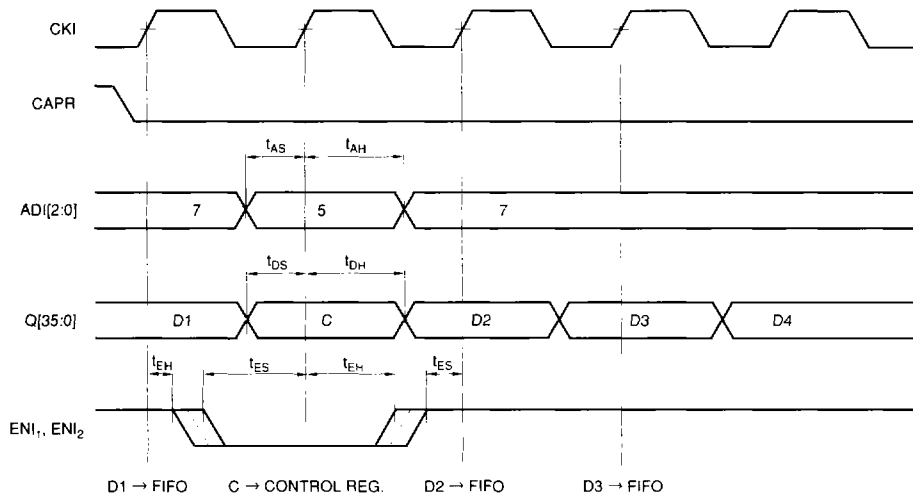 CKI
CAPR
tAS tAH
ADI[2:0] 7 5 7
tDS tDH
Q[35:0] D1 C D2 D3 D4
tEH tES tEH tES
ENI1, ENI2
D1 → FIFO C → CONTROL REG. D2 → FIFO D3 → FIFO